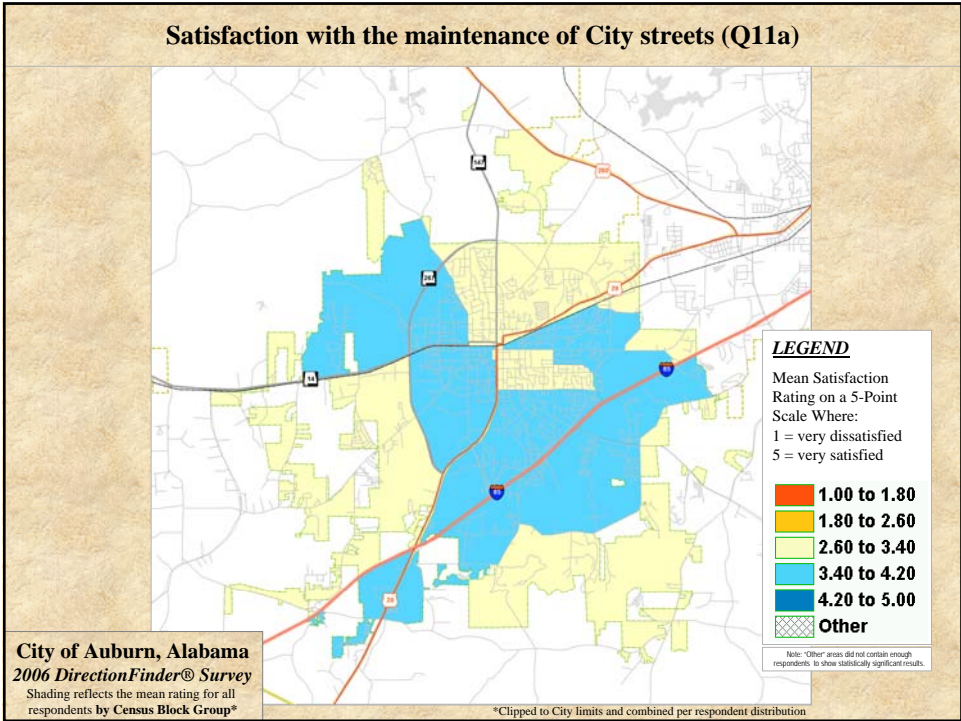 Satisfaction with the maintenance of City streets (Q11a)
147
280
267
29
85
14
85
29
LEGEND
Mean Satisfaction
Rating on a 5-Point
Scale Where:
1 = very dissatisfied
5 = very satisfied
1.00 to 1.80
1.80 to 2.60
2.60 to 3.40
3.40 to 4.20
4.20 to 5.00
Other
Note: "Other" areas did not contain enough
respondents to show statistically significant results.
City of Auburn, Alabama
2006 DirectionFinder® Survey
Shading reflects the mean rating for all
respondents by Census Block Group*
*Clipped to City limits and combined per respondent distribution